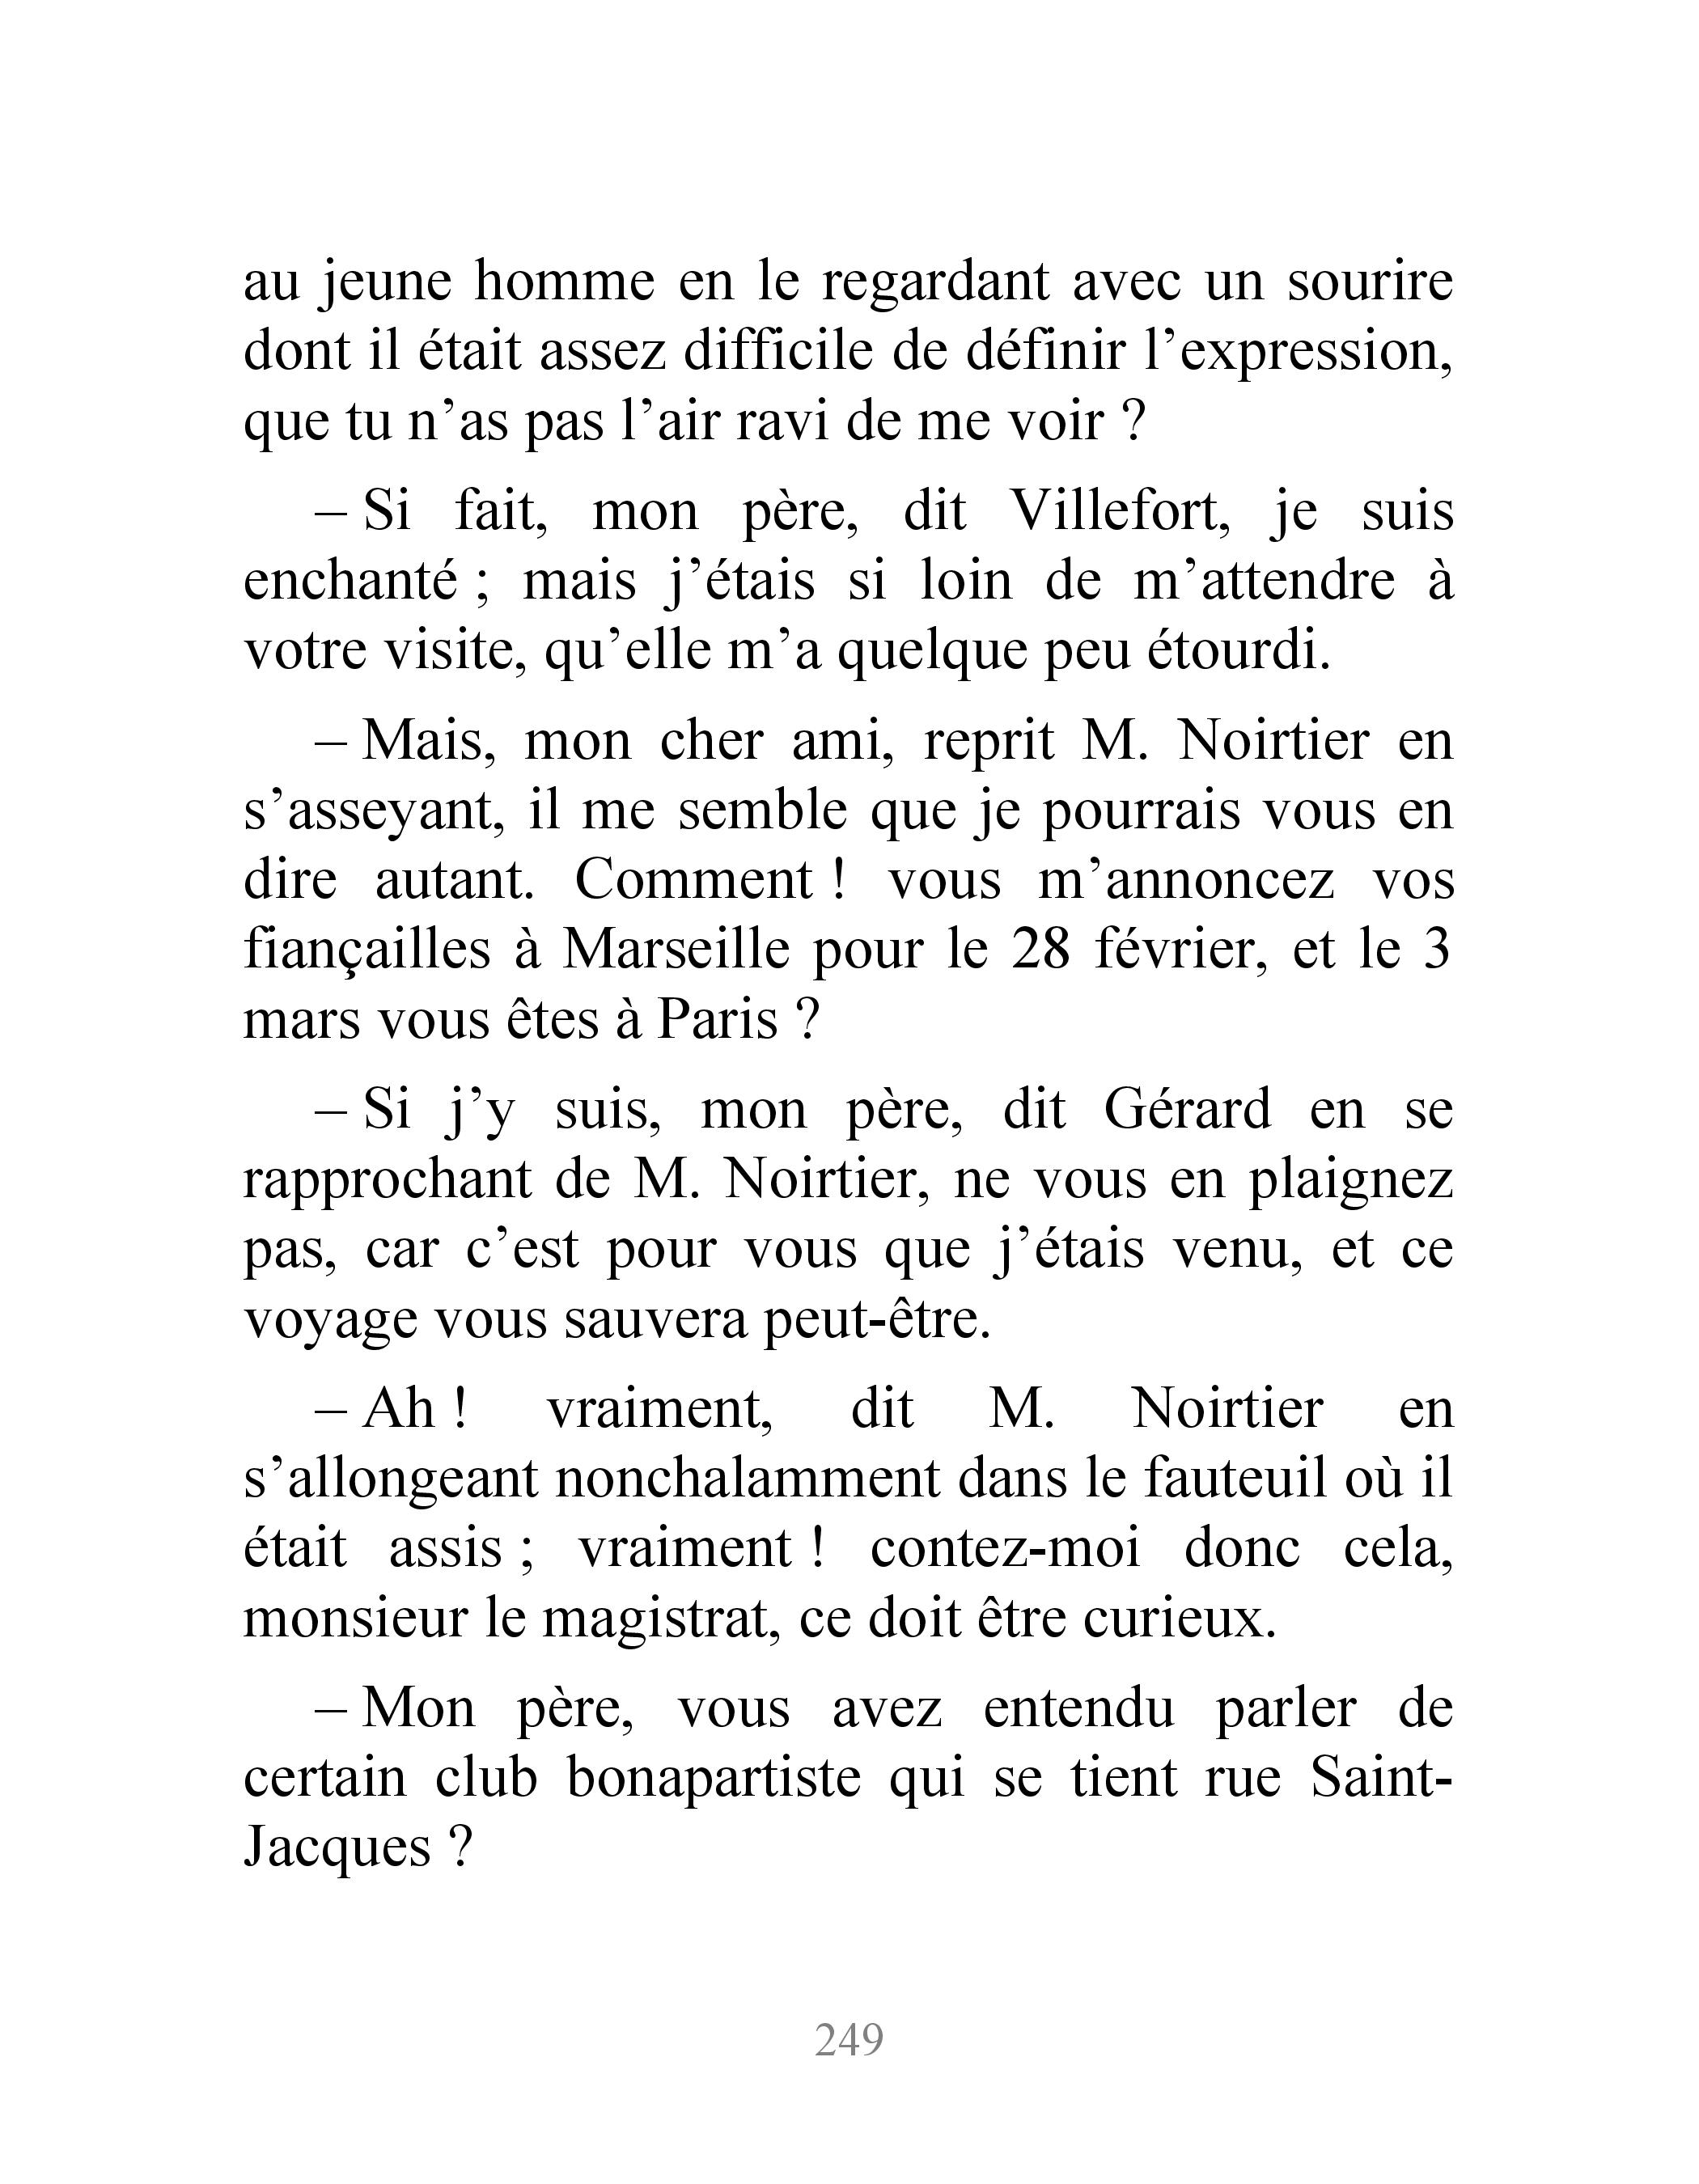 au jeune homme en le regardant avec un sourire
dont il était assez difficile de définir l’expression,
que tu n’as pas l’air ravi de me voir ?
– Si fait, mon père, dit Villefort, je suis
enchanté ; mais j’étais si loin de m’attendre à
votre visite, qu’elle m’a quelque peu étourdi.
– Mais, mon cher ami, reprit M. Noirtier en
s’asseyant, il me semble que je pourrais vous en
dire autant. Comment ! vous m’annoncez vos
fiançailles à Marseille pour le 28 février, et le 3
mars vous êtes à Paris ?
– Si j’y suis, mon père, dit Gérard en se
rapprochant de M. Noirtier, ne vous en plaignez
pas, car c’est pour vous que j’étais venu, et ce
voyage vous sauvera peut-être.
– Ah ! vraiment, dit M. Noirtier en
s’allongeant nonchalamment dans le fauteuil où il
était assis ; vraiment ! contez-moi donc cela,
monsieur le magistrat, ce doit être curieux.
– Mon père, vous avez entendu parler de
certain club bonapartiste qui se tient rue Saint-
Jacques ?
249